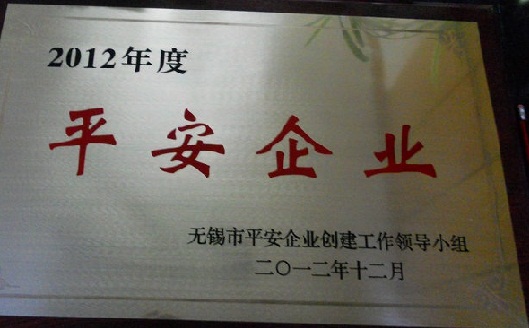 2012年度
平安企业
无锡市平安企业创建工作领导小组
二〇一二年十二月